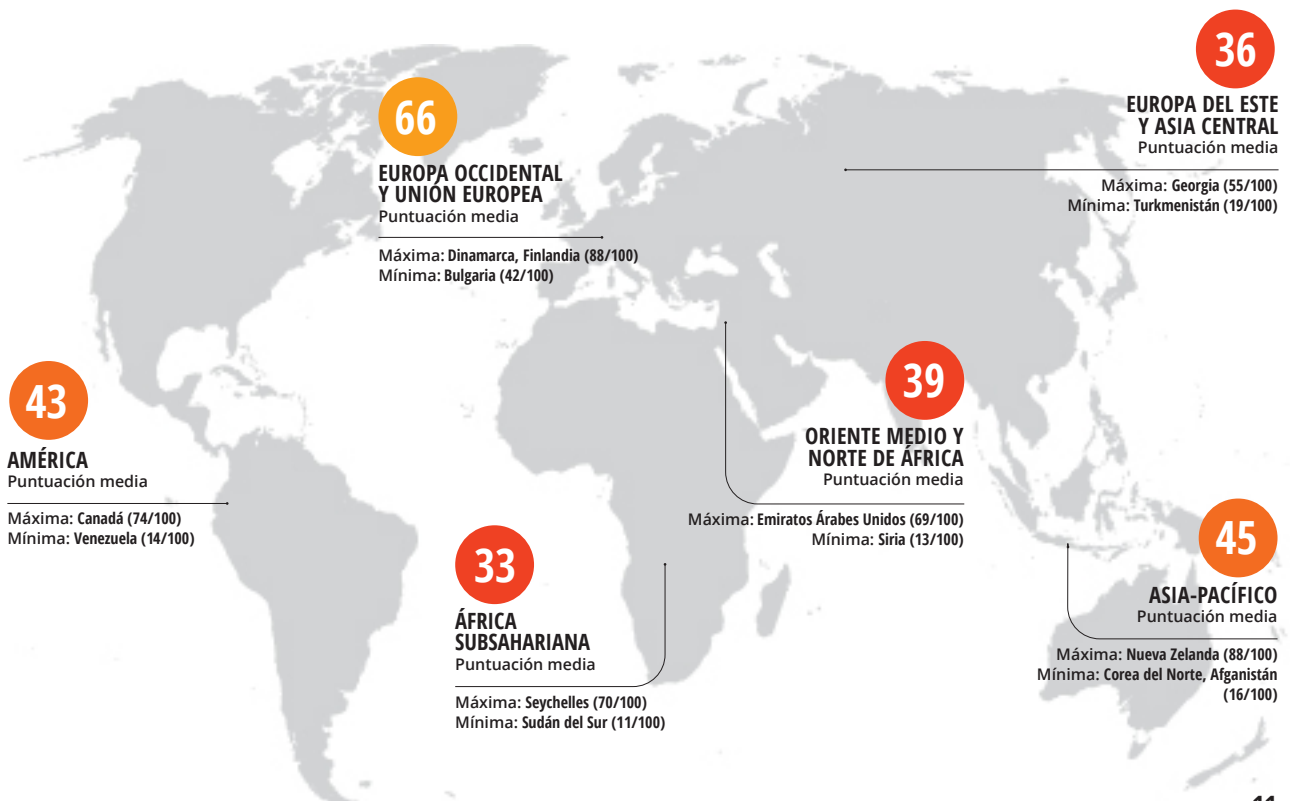 36
EUROPA DEL ESTE
Y ASIA CENTRAL
Puntuación media
Máxima: Georgia (55/100)
Mínima: Turkmenistán (19/100)
66
EUROPA OCCIDENTAL
Y UNIÓN EUROPEA
Puntuación media
Máxima: Dinamarca, Finlandia (88/100)
Mínima: Bulgaria (42/100)
43
AMÉRICA
Puntuación media
Máxima: Canadá (74/100)
Mínima: Venezuela (14/100)
39
ORIENTE MEDIO Y
NORTE DE ÁFRICA
Puntuación media
Máxima: Emiratos Árabes Unidos (69/100)
Mínima: Siria (13/100)
33
ÁFRICA
SUBSAHARIANA
Puntuación media
Máxima: Seychelles (70/100)
Mínima: Sudán del Sur (11/100)
45
ASIA-PACÍFICO
Puntuación media
Máxima: Nueva Zelanda (88/100)
Mínima: Corea del Norte, Afganistán
(16/100)